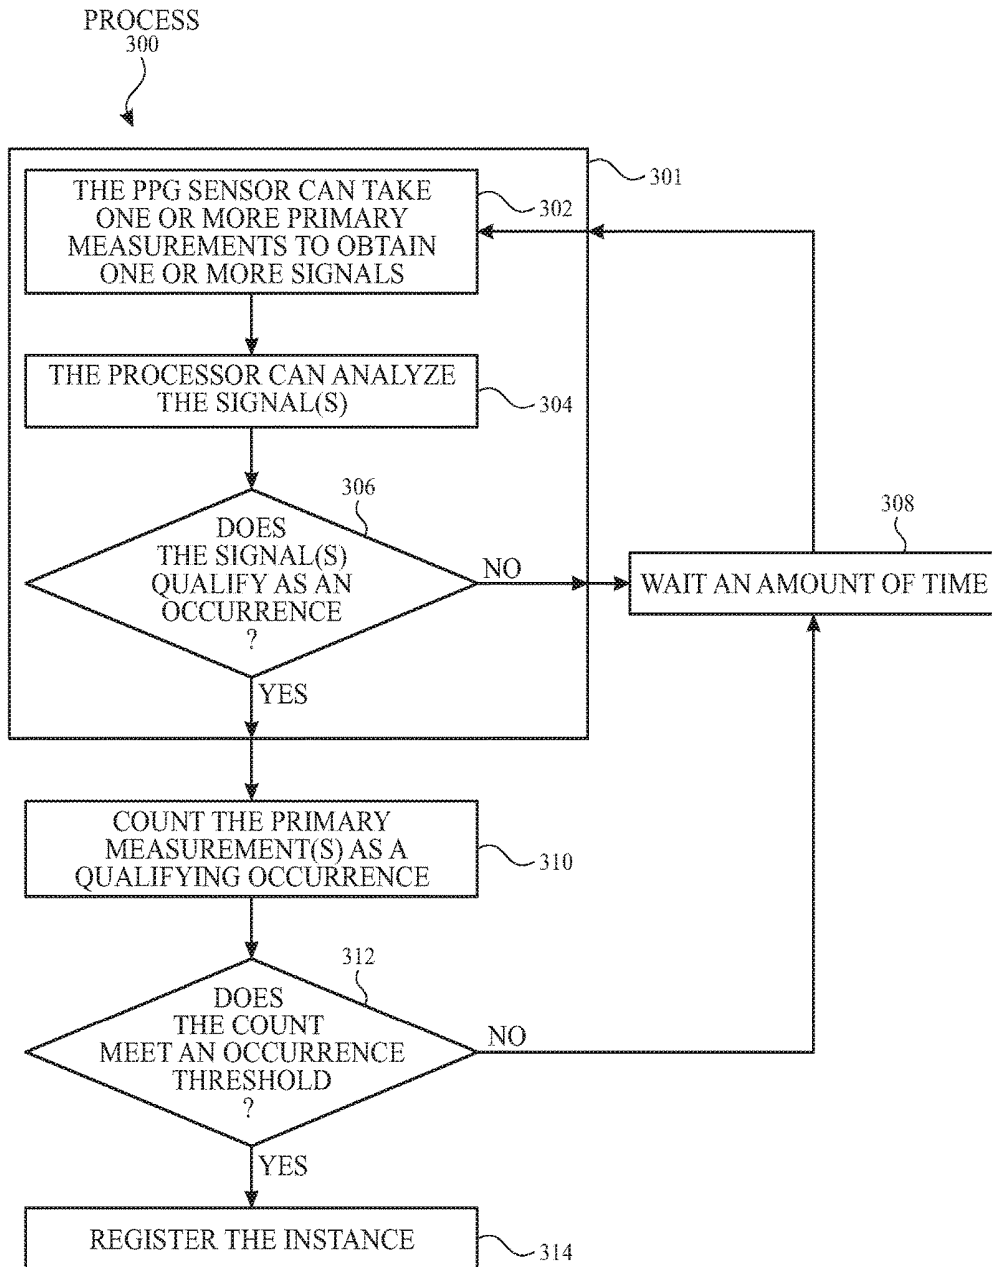 PROCESS
300
301
THE PPG SENSOR CAN TAKE
ONE OR MORE PRIMARY
MEASUREMENTS TO OBTAIN
ONE OR MORE SIGNALS
302
THE PROCESSOR CAN ANALYZE
THE SIGNAL(S)
304
306
DOES
THE SIGNAL(S)
QUALIFY AS AN
OCCURRENCE
?
NO
YES
308
WAIT AN AMOUNT OF TIME
COUNT THE PRIMARY
MEASUREMENT(S) AS A
QUALIFYING OCCURRENCE
310
312
DOES
THE COUNT
MEET AN OCCURRENCE
THRESHOLD
?
NO
YES
REGISTER THE INSTANCE
314